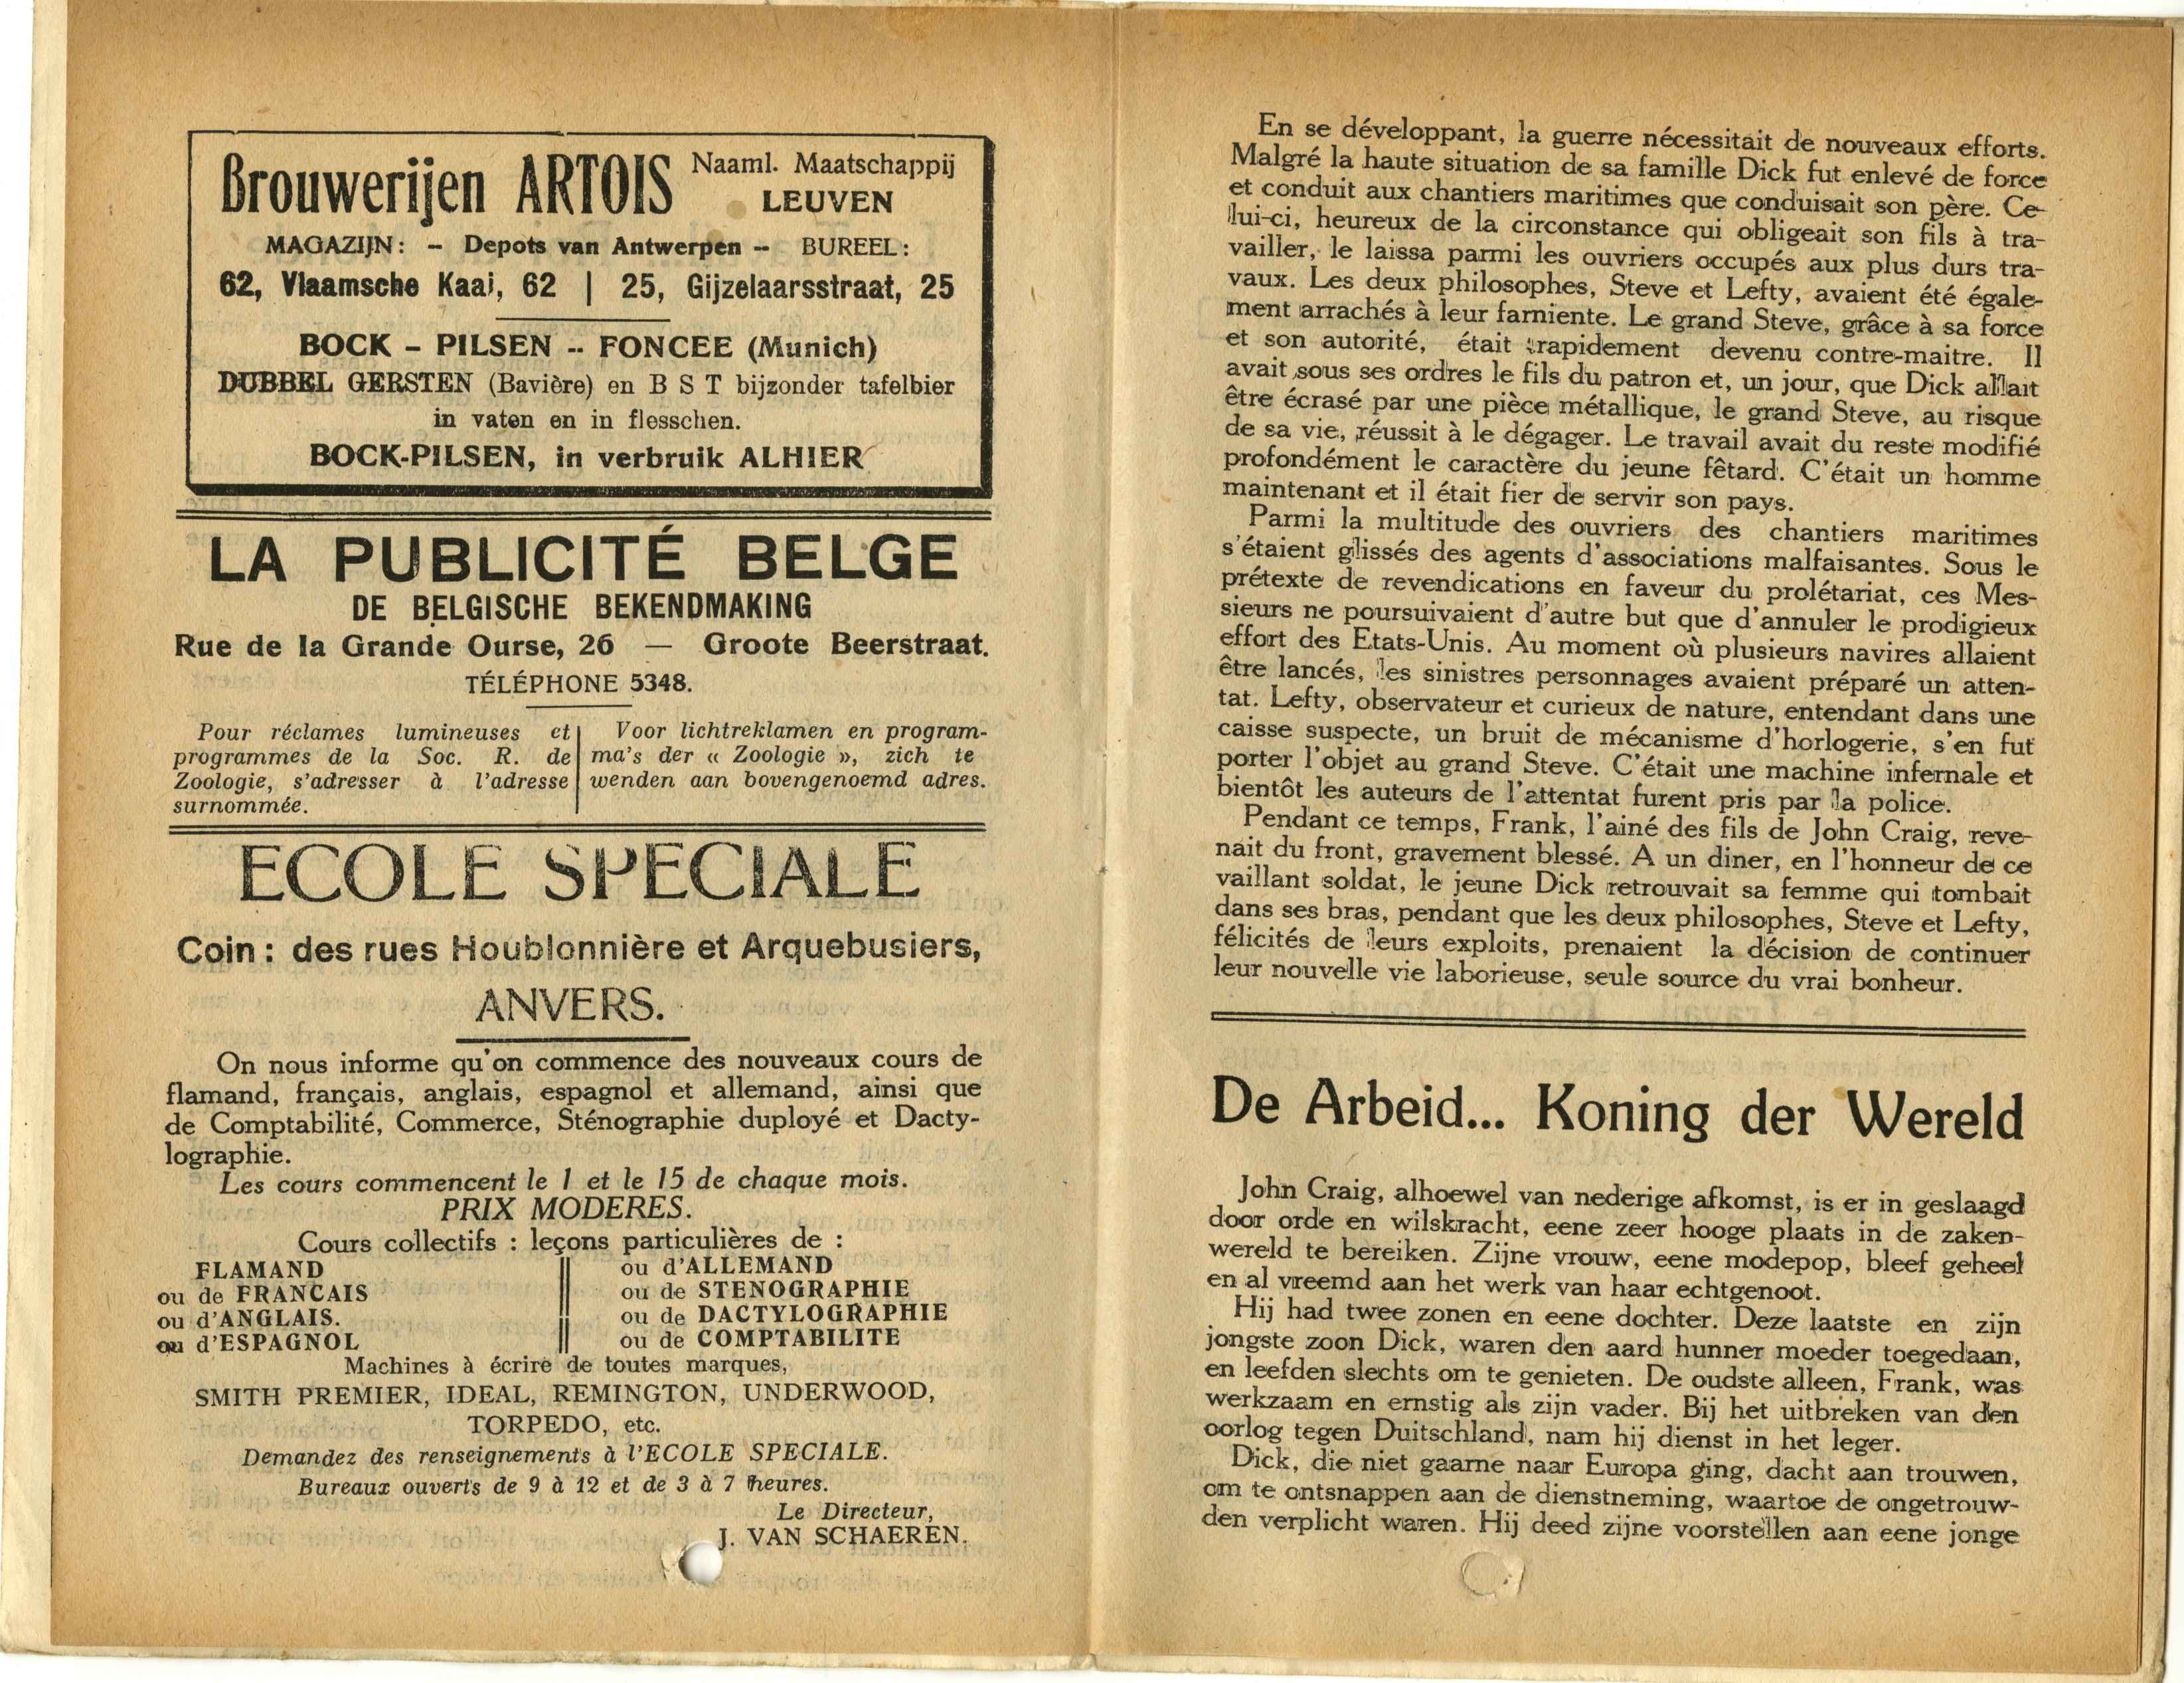 Brouwerijen ARTOIS Naaml. Maatschappij
LEUVEN
MAGAZIJN: – Depots van Antwerpen – BUREEL:
62, Vlaamsche Kaai, 62 | 25, Gijzelaarsstraat, 25
BOCK – PILSEN -- FONCEE (Munich)
DUBBEL GERSTEN (Bavière) en B S T bijzonder tafelbier
in vaten en in flesschen.
BOCK-PILSEN, in verbruik ALHIER
LA PUBLICITÉ BELGE
DE BELGISCHE BEKENDMAKING
Rue de la Grande Ourse, 26 — Groote Beerstraat.
TÉLÉPHONE 5348.
Pour réclames lumineuses et
programmes de la Soc. R. de
Zoologie, s'adresser à l'adresse
surnommée.
Voor lichtreklamen en program-
ma's der « Zoologie », zich te
wenden aan bovengenoemd adres.
ECOLE SPECIALE
Coin : des rues Houblonnière et Arquebusiers,
ANVERS.
On nous informe qu'on commence des nouveaux cours de
flamand, français, anglais, espagnol et allemand, ainsi que
de Comptabilité, Commerce, Sténographie duployé et Dacty-
lographie.
Les cours commencent le 1 et le 15 de chaque mois.
PRIX MODERES.
Cours collectifs : leçons particulières de :
FLAMAND
ou de FRANCAIS
ou d'ANGLAIS.
ou d'ESPAGNOL
ou d'ALLEMAND
ou de STENOGRAPHIE
ou de DACTYLOGRAPHIE
ou de COMPTABILITE
Machines à écrire de toutes marques,
SMITH PREMIER, IDEAL, REMINGTON, UNDERWOOD,
TORPEDO, etc.
Demandez des renseignements à l'ECOLE SPECIALE.
Bureaux ouverts de 9 à 12 et de 3 à 7 heures.
Le Directeur,
J. VAN SCHAEREN.
En se développant, la guerre nécessitait de nouveaux efforts.
Malgré la haute situation de sa famille Dick fut enlevé de force
et conduit aux chantiers maritimes que conduisait son père. Ce-
lui-ci, heureux de la circonstance qui obligeait son fils à tra-
vailler, le laissa parmi les ouvriers occupés aux plus durs tra-
vaux. Les deux philosophes, Steve et Lefty, avaient été égale-
ment arrachés à leur farniente. Le grand Steve, grâce à sa force
et son autorité, était rapidement devenu contre-maitre. Il
avait sous ses ordres le fils du patron et, un jour, que Dick allait
être écrasé par une pièce métallique, le grand Steve, au risque
de sa vie, réussit à le dégager. Le travail avait du reste modifié
profondément le caractère du jeune fêtard. C'était un homme
maintenant et il était fier de servir son pays.
Parmi la multitude des ouvriers des chantiers maritimes
s'étaient glissés des agents d'associations malfaisantes. Sous le
prétexte de revendications en faveur du prolétariat, ces Mes-
sieurs ne poursuivaient d'autre but que d'annuler le prodigieux
effort des Etats-Unis. Au moment où plusieurs navires allaient
être lancés, les sinistres personnages avaient préparé un atten-
tat. Lefty, observateur et curieux de nature, entendant dans une
caisse suspecte, un bruit de mécanisme d'horlogerie, s'en fut
porter l'objet au grand Steve. C'était une machine infernale et
bientôt les auteurs de l'attentat furent pris par la police.
Pendant ce temps, Frank, l'ainé des fils de John Craig, reve-
nait du front, gravement blessé. A un diner, en l'honneur de ce
vaillant soldat, le jeune Dick retrouvait sa femme qui tombait
dans ses bras, pendant que les deux philosophes, Steve et Lefty,
félicités de leurs exploits, prenaient la décision de continuer
leur nouvelle vie laborieuse, seule source du vrai bonheur.
De Arbeid... Koning der Wereld
John Craig, alhoewel van nederige afkomst, is er in geslaagd
door orde en wilskracht, eene zeer hooge plaats in de zaken-
wereld te bereiken. Zijne vrouw, eene modepop, bleef geheel
en al vreemd aan het werk van haar echtgenoot.
Hij had twee zonen en eene dochter. Deze laatste en zijn
jongste zoon Dick, waren den aard hunner moeder toegedaan,
en leefden slechts om te genieten. De oudste alleen, Frank, was
werkzaam en ernstig als zijn vader. Bij het uitbreken van den
oorlog tegen Duitschland, nam hij dienst in het leger.
Dick, die niet gaarne naar Europa ging, dacht aan trouwen,
om te ontsnappen aan de dienstneming, waartoe de ongetrouw-
den verplicht waren. Hij deed zijne voorstellen aan eene jonge